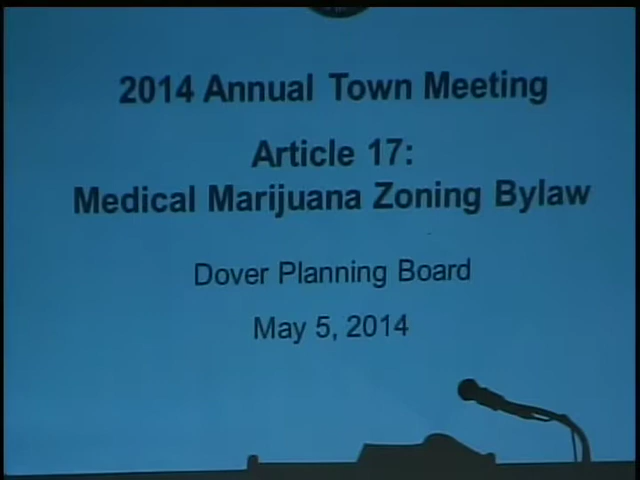 2014 Annual Town Meeting
Article 17:
Medical Marijuana Zoning Bylaw
Dover Planning Board
May 5, 2014